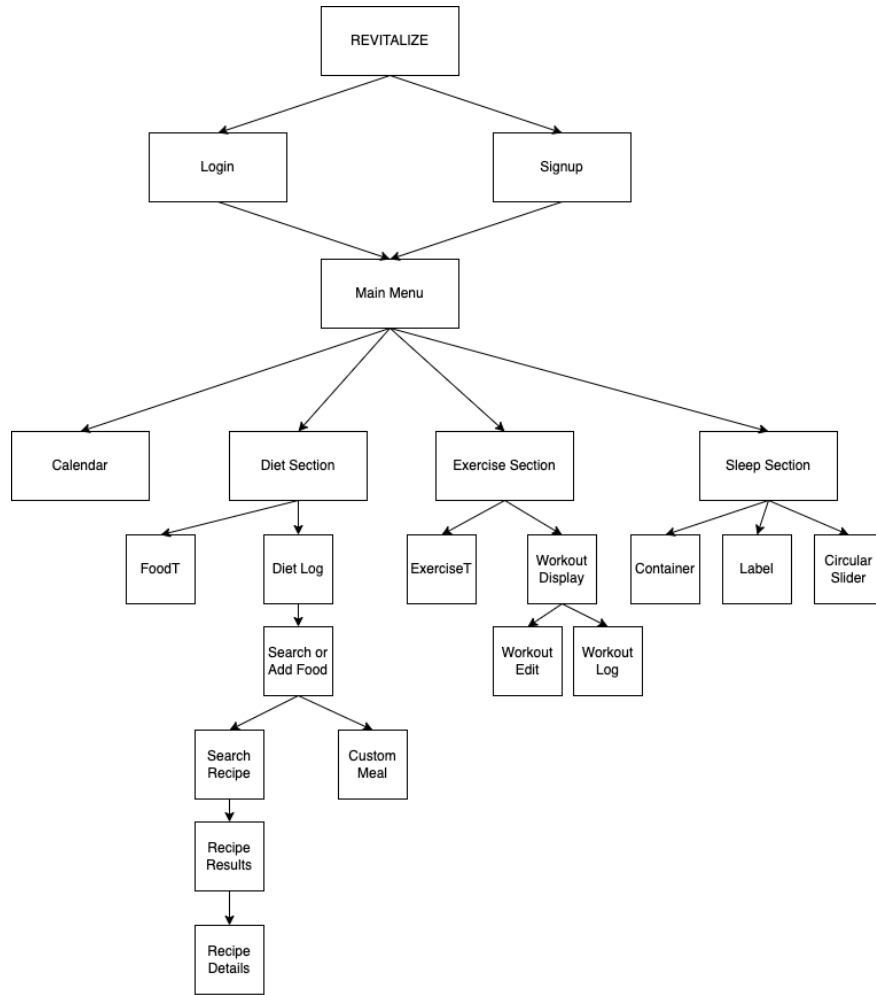 REVITALIZE
Login
Signup
Main Menu
Calendar
Diet Section
Exercise Section
Sleep Section
FoodT
Diet Log
ExerciseT
Workout
Display
Container
Label
Circular
Slider
Search or
Add Food
Workout
Edit
Workout
Log
Search
Recipe
Custom
Meal
Recipe
Results
Recipe
Details